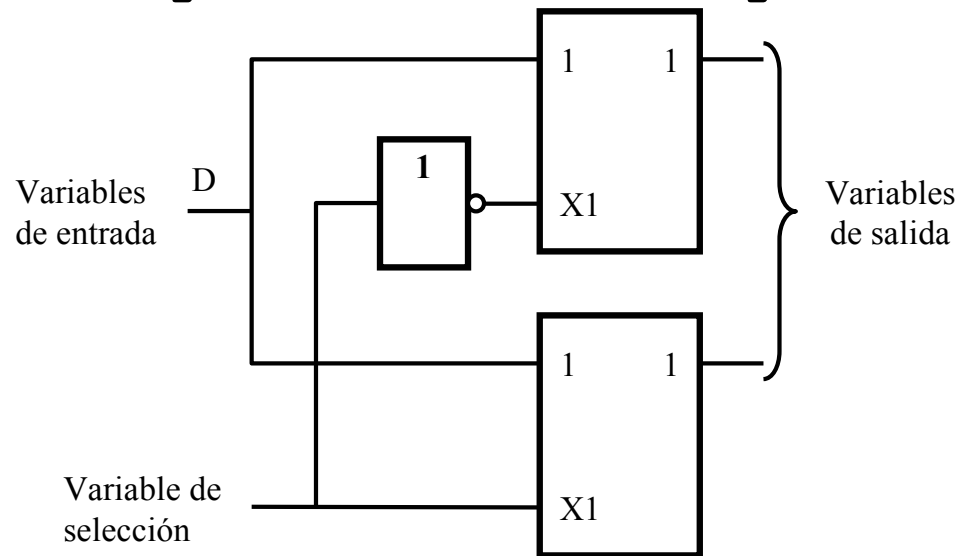 1 1
1
D
Variables
de entrada
X1
Variables
de salida
1 1
Variable de
selección
X1